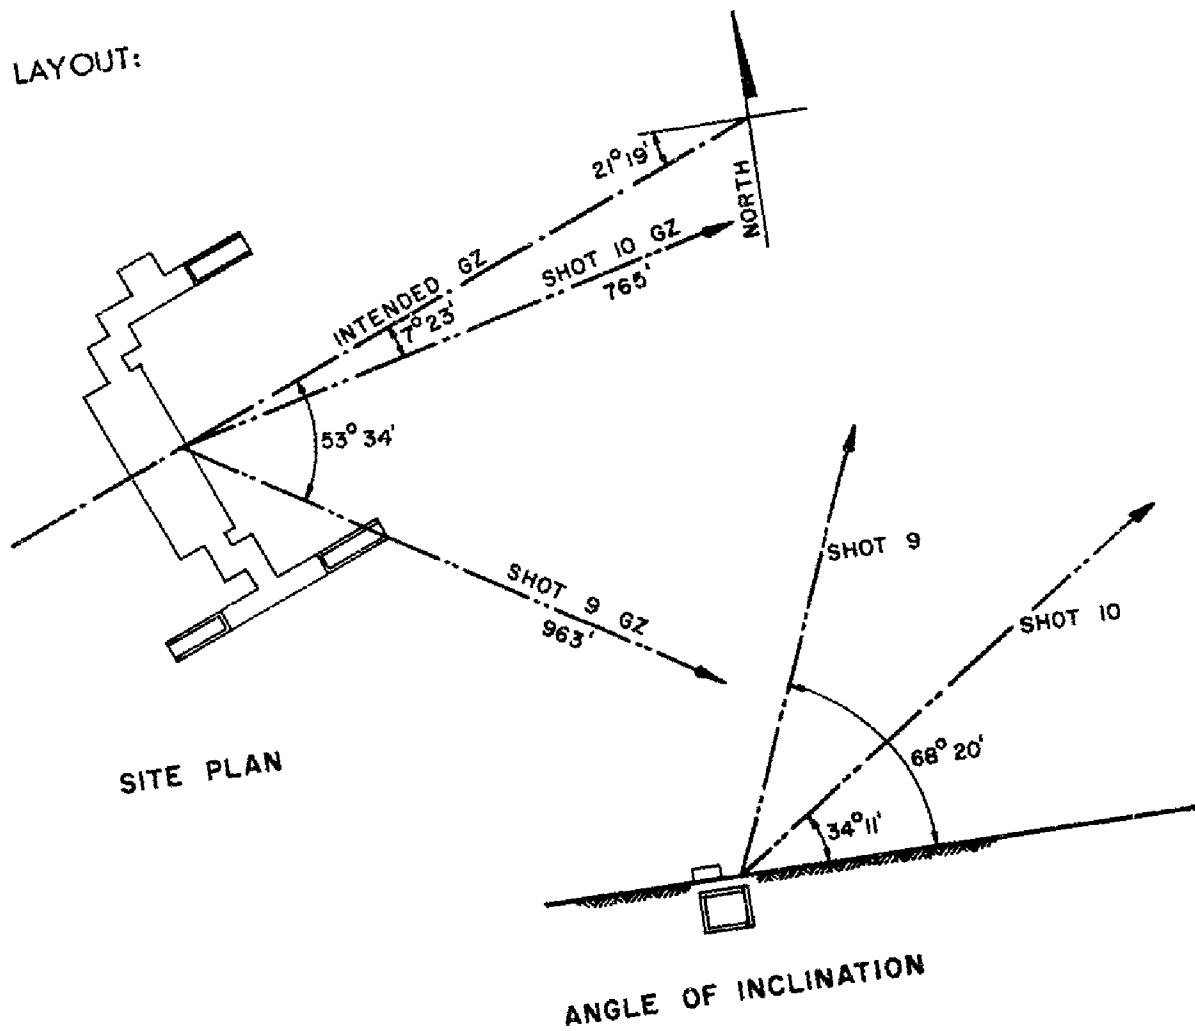 LAYOUT:
21° 19'
NORTH
INTENDED GZ
SHOT 10 GZ
765'
7° 23'
53° 34'
SHOT 9 GZ
963'
SITE PLAN
SHOT 9
SHOT 10
68° 20'
34° 11'
ANGLE OF INCLINATION